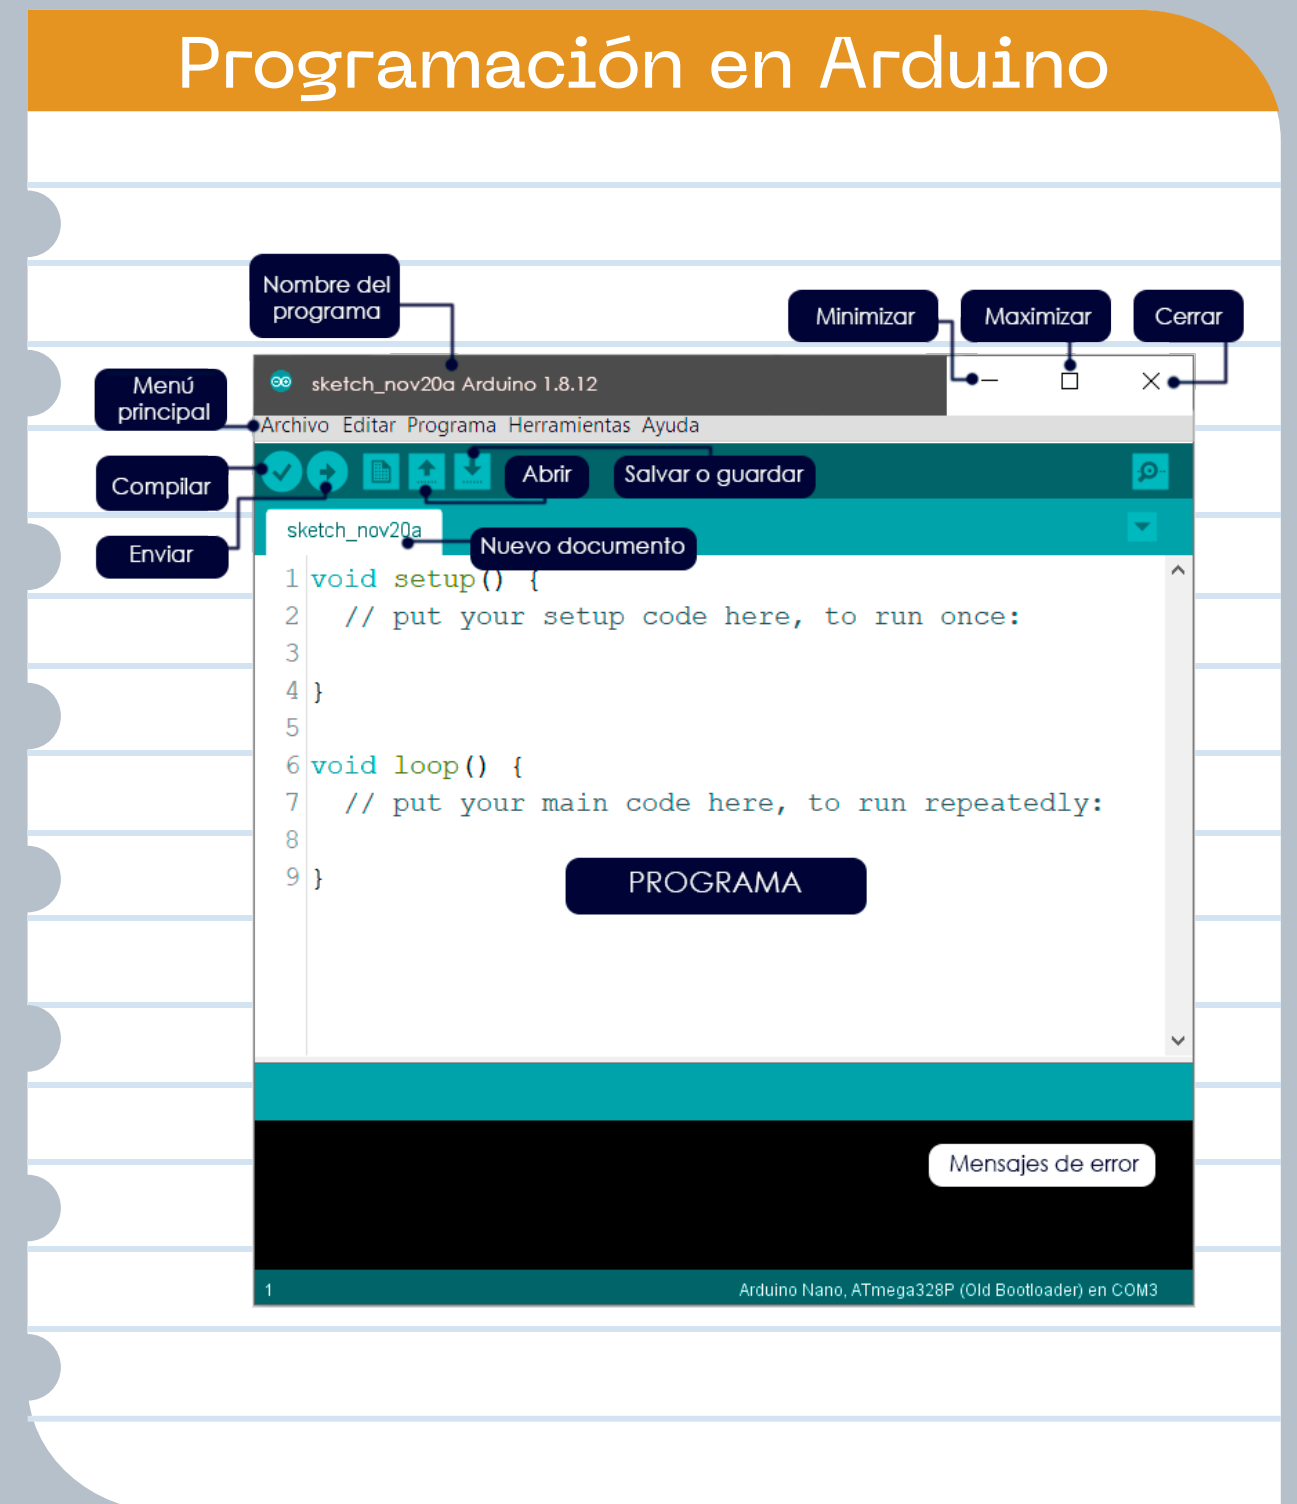 Programación en Arduino
Nombre del
programa
Minimizar
Maximizar
Cerrar
Menú
principal
sketch_nov20a Arduino 1.8.12
Archivo Editar Programa Herramientas Ayuda
Compilar
Abrir
Salvar o guardar
Enviar
sketch_nov20a
Nuevo documento
1 void setup() {
2 // put your setup code here, to run once:
3
4 }
5
6 void loop() {
7 // put your main code here, to run repeatedly:
8
9 }
PROGRAMA
Mensajes de error
1
Arduino Nano, ATmega328P (Old Bootloader) en COM3